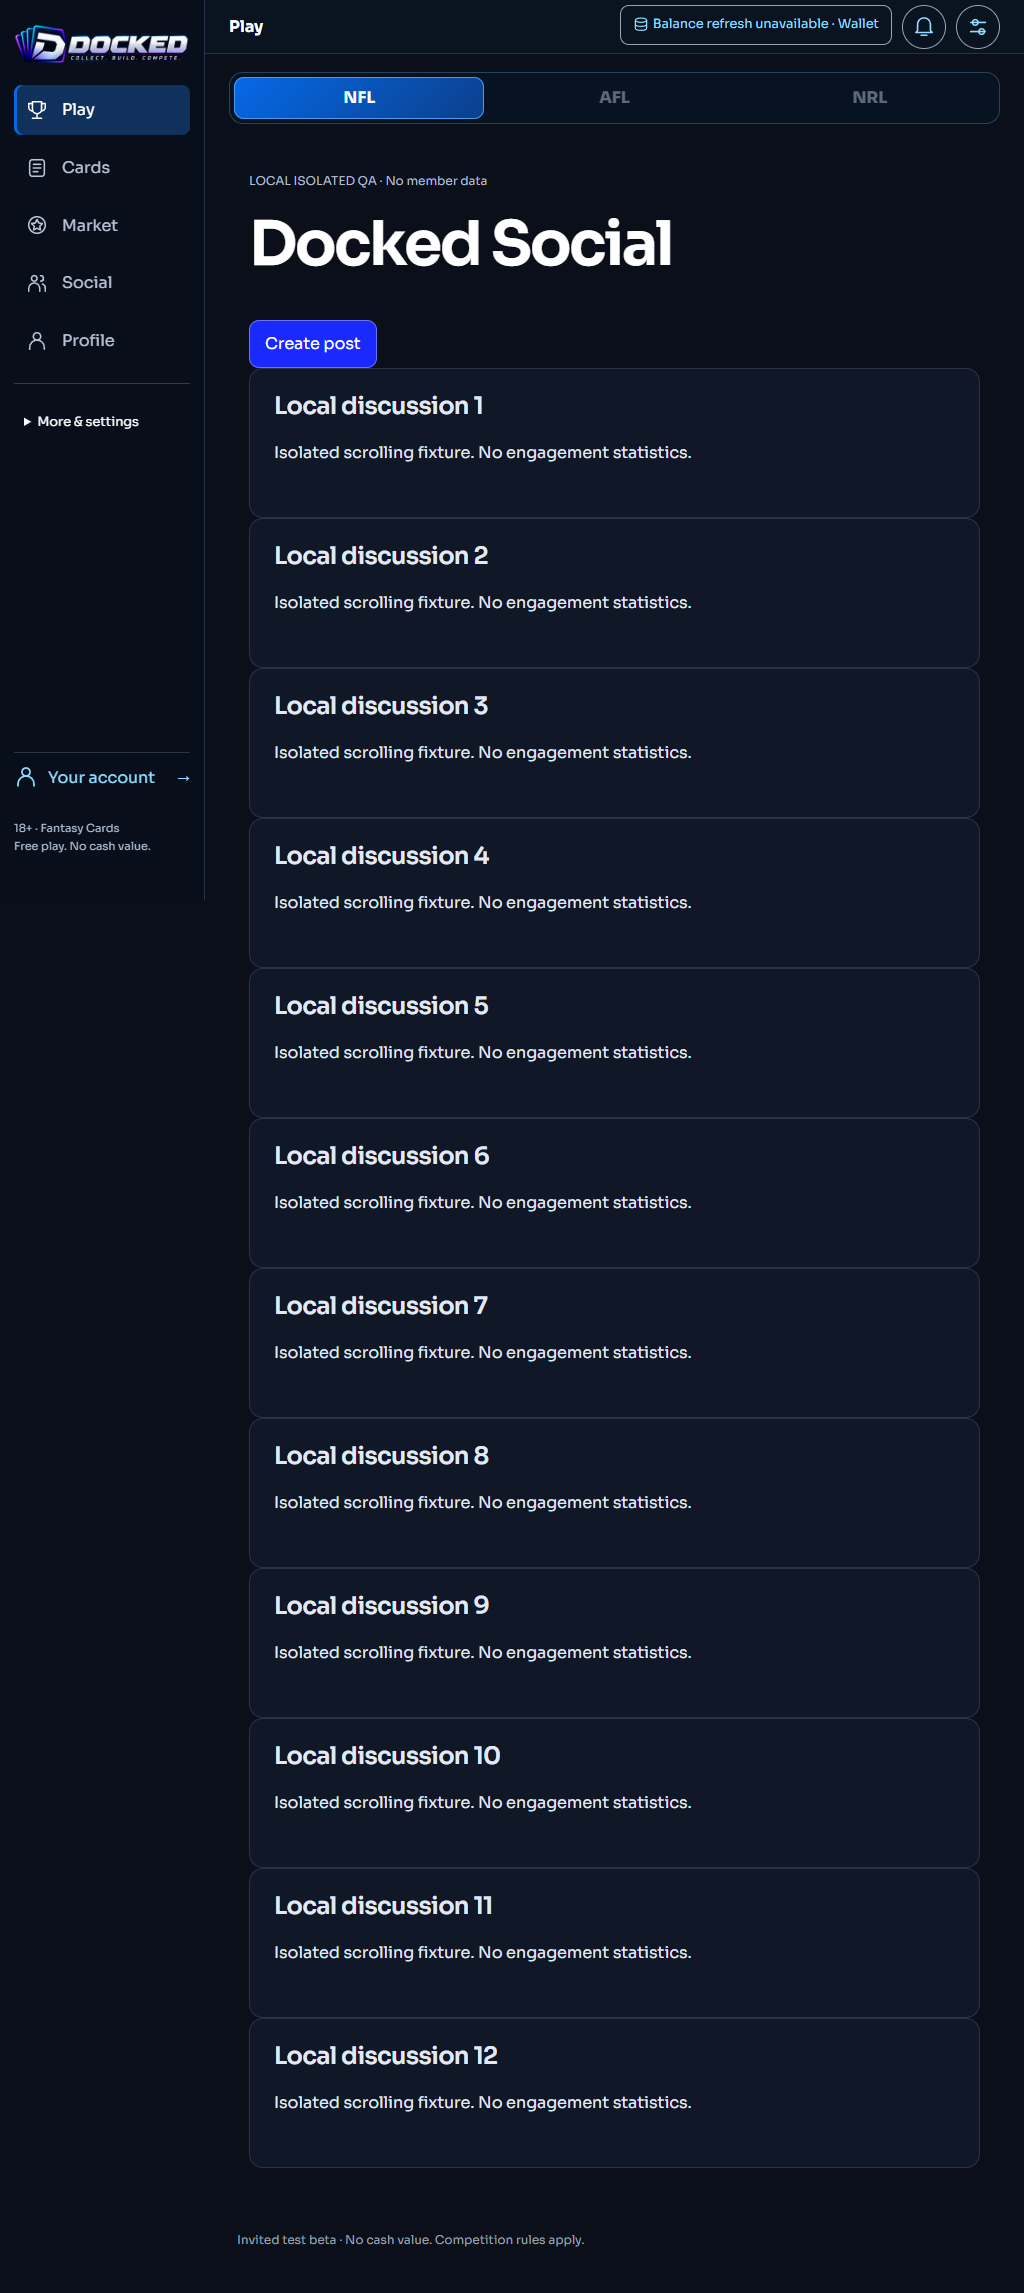 DOCKED
COLLECT. BUILD. COMPETE.
Play
Cards
Market
Social
Profile
More & settings
Your account →
18+ · Fantasy Cards
Free play. No cash value.
Play
Balance refresh unavailable · Wallet
NFL
AFL
NRL
LOCAL ISOLATED QA · No member data
Docked Social
Create post
Local discussion 1
Isolated scrolling fixture. No engagement statistics.
Local discussion 2
Isolated scrolling fixture. No engagement statistics.
Local discussion 3
Isolated scrolling fixture. No engagement statistics.
Local discussion 4
Isolated scrolling fixture. No engagement statistics.
Local discussion 5
Isolated scrolling fixture. No engagement statistics.
Local discussion 6
Isolated scrolling fixture. No engagement statistics.
Local discussion 7
Isolated scrolling fixture. No engagement statistics.
Local discussion 8
Isolated scrolling fixture. No engagement statistics.
Local discussion 9
Isolated scrolling fixture. No engagement statistics.
Local discussion 10
Isolated scrolling fixture. No engagement statistics.
Local discussion 11
Isolated scrolling fixture. No engagement statistics.
Local discussion 12
Isolated scrolling fixture. No engagement statistics.
Invited test beta · No cash value. Competition rules apply.